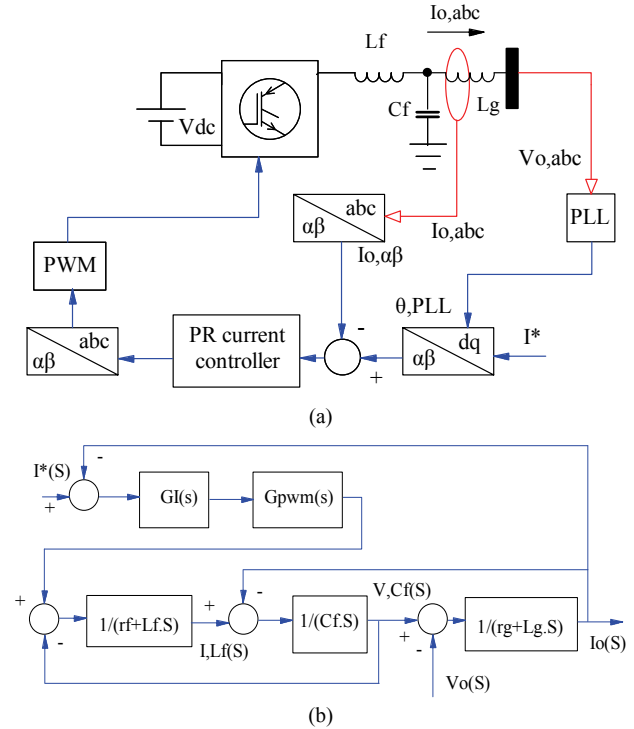 Io,abc
Lf
Cf
Lg
Vdc
Vo,abc
abc
αβ
Io,abc
PLL
Io,αβ
PWM
θ,PLL
abc
αβ
PR current
controller
-
+
dq
αβ
I*
(a)
-
I*(S)
+
GI(s)
Gpwm(s)
+
-
1/(rf+Lf.S)
+
-
I,Lf(S)
1/(Cf.S)
V,Cf(S)
+
-
1/(rg+Lg.S)
Io(S)
Vo(S)
(b)